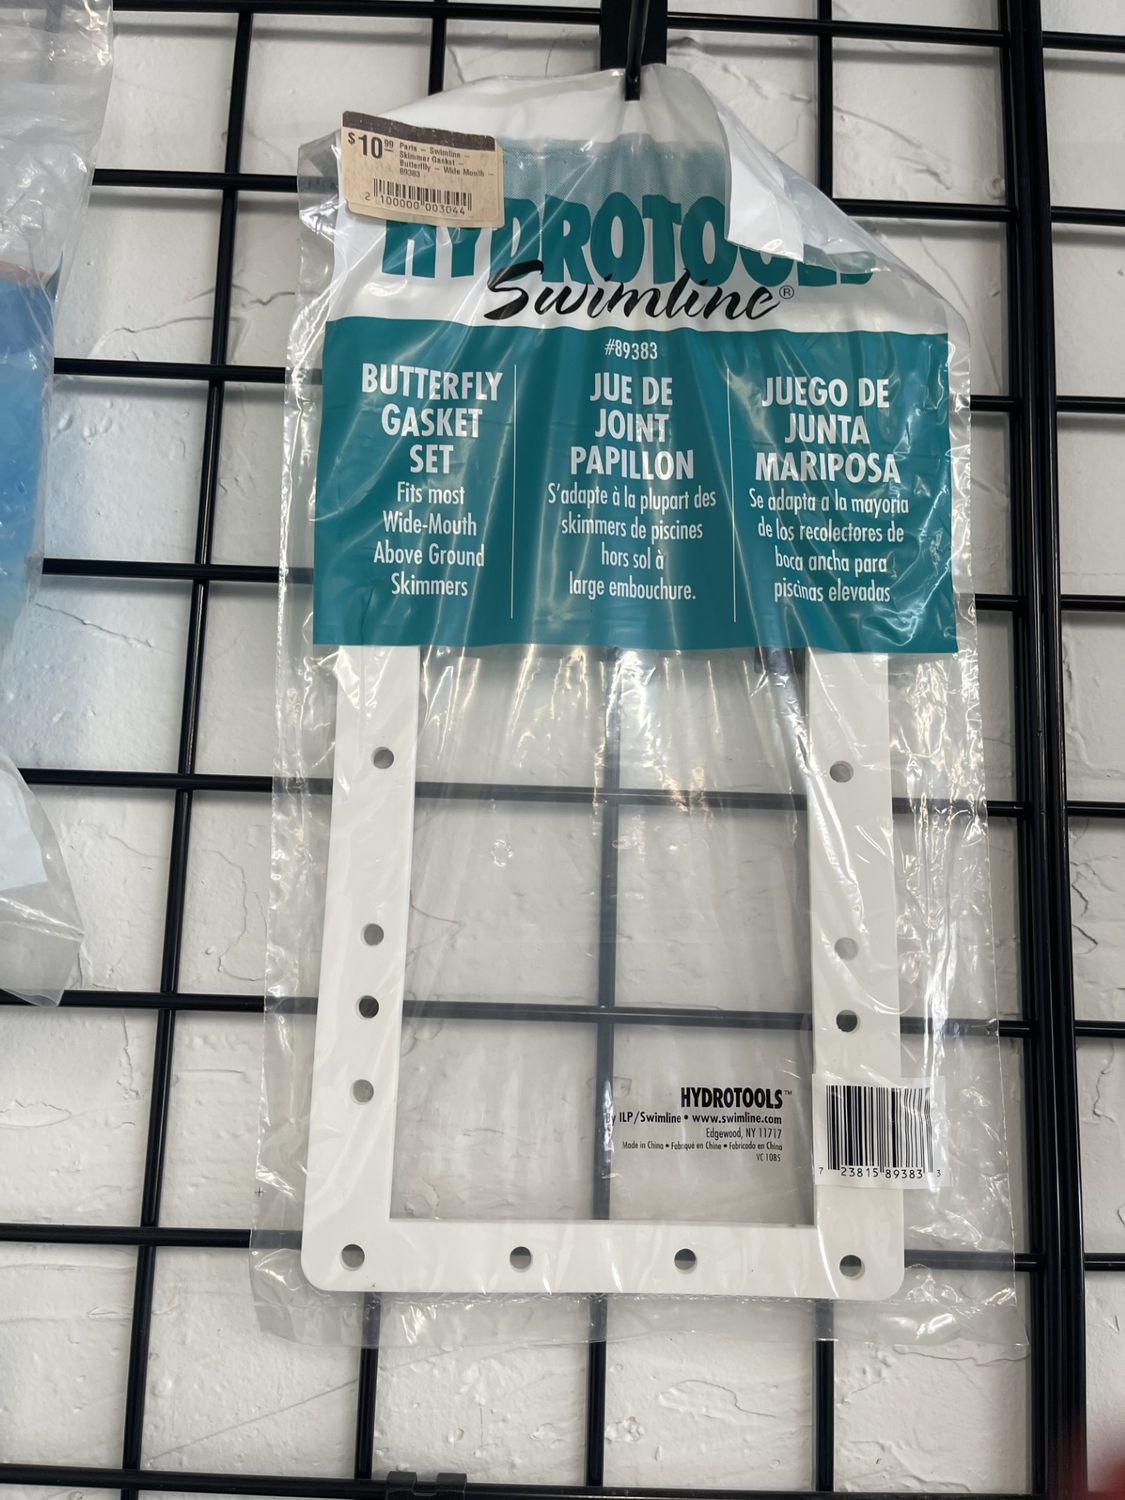 $10.99
Parts - Swimline -
Skimmer Gasket -
Butterflly - Wide Mouth -
89383
2 100000 003044
HYDROTOOLS
Swimline®
#89383
BUTTERFLY
GASKET
SET
Fits most
Wide-Mouth
Above Ground
Skimmers
JUE DE
JOINT
PAPILLON
S'adapte à la plupart des
skimmers de piscines
hors sol à
large embouchure.
JUEGO DE
JUNTA
MARIPOSA
Se adapta a la mayoria
de los recolectores de
boca ancha para
piscinas elevadas
HYDROTOOLS™
By ILP/Swimline • www.swimline.com
Edgewood, NY 11717
Made in China • Fabriqué en Chine • Fabricado en China
VC 1085
7 23815 89383 3